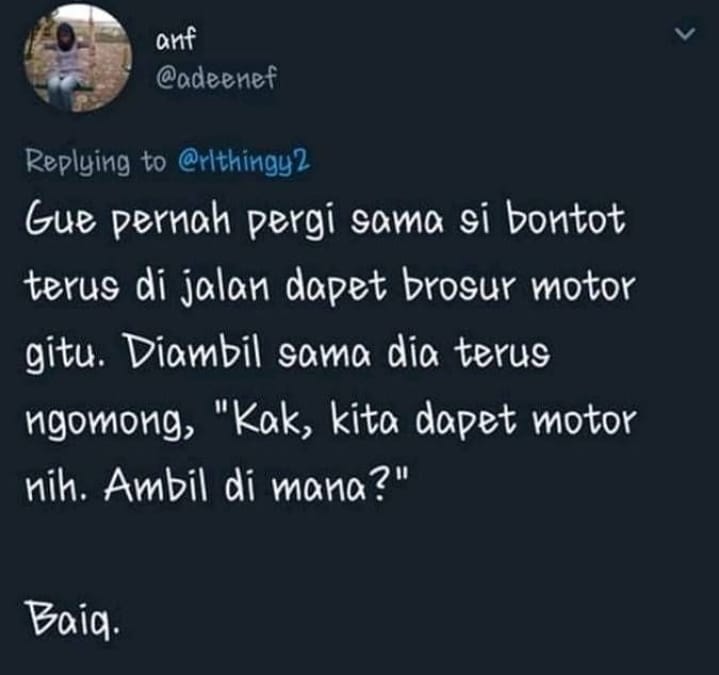 anf
@adeenef
Replying to @rlthingy2
Gue pernah pergi sama si bontot
terus di jalan dapet brosur motor
gitu. Diambil sama dia terus
ngomong, "Kak, kita dapet motor
nih. Ambil di mana?"
Baiq.